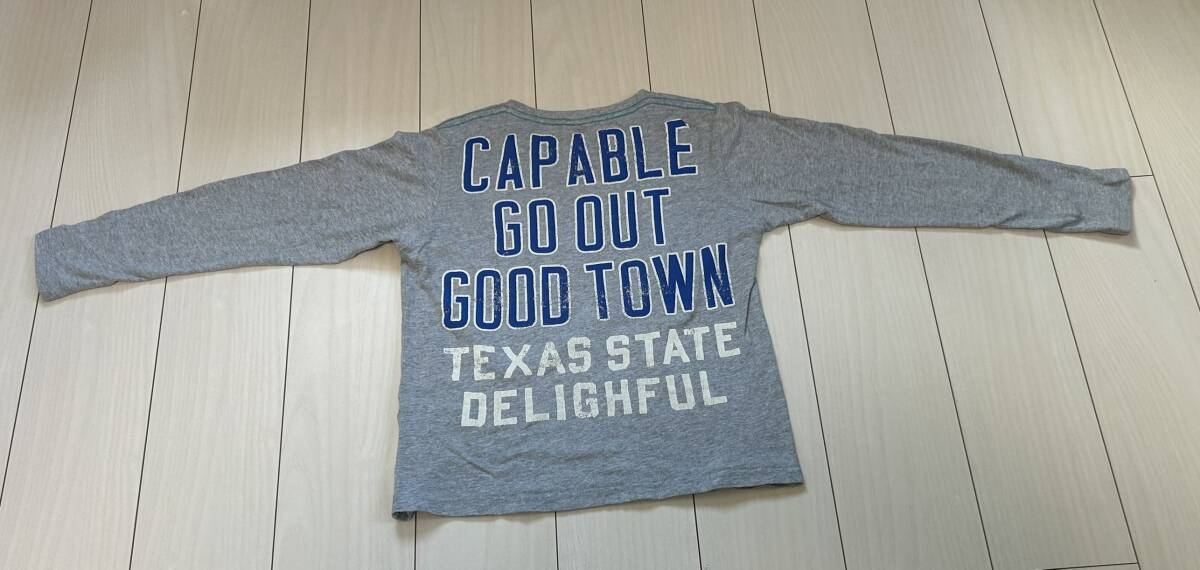 CAPABLE
GO OUT
GOOD TOWN
TEXAS STATE
DELIGHFUL